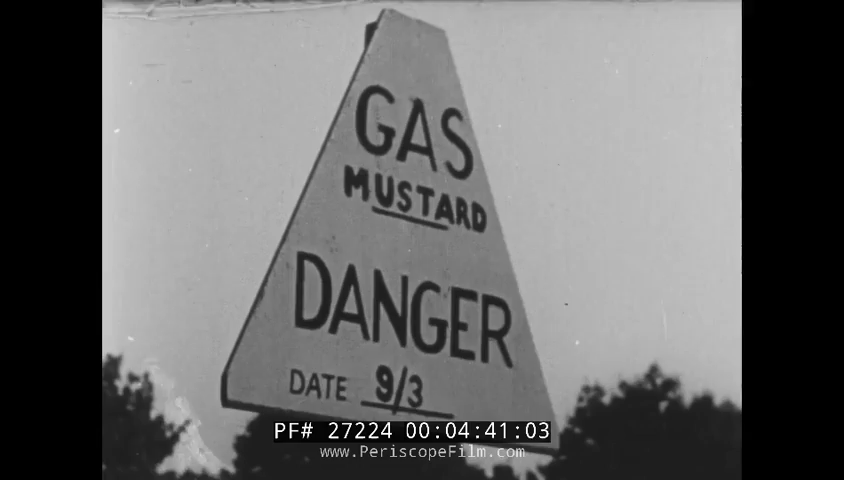 GAS
MUSTARD
DANGER
DATE 9/3
PF# 27224 00:04:41:03
www.PeriscopeFilm.com